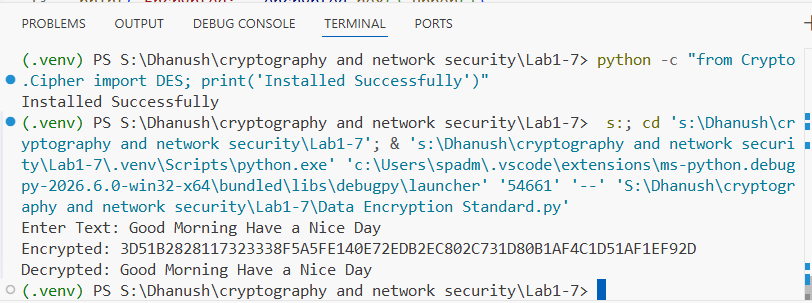 PROBLEMS OUTPUT DEBUG CONSOLE TERMINAL PORTS
(.venv) PS S:\Dhanush\cryptography and network security\Lab1-7> python -c "from Crypto
.Cipher import DES; print('Installed Successfully')"
Installed Successfully
(.venv) PS S:\Dhanush\cryptography and network security\Lab1-7>  s:; cd 's:\Dhanush\cr
yptography and network security\Lab1-7'; & 's:\Dhanush\cryptography and network securi
ty\Lab1-7\.venv\Scripts\python.exe' 'c:\Users\spadm\.vscode\extensions\ms-python.debug
py-2026.6.0-win32-x64\bundled\libs\debugpy\launcher' '54661' '--' 'S:\Dhanush\cryptogr
aphy and network security\Lab1-7\Data Encryption Standard.py'
Enter Text: Good Morning Have a Nice Day
Encrypted: 3D51B2828117323338F5A5FE140E72EDB2EC802C731D80B1AF4C1D51AF1EF92D
Decrypted: Good Morning Have a Nice Day
(.venv) PS S:\Dhanush\cryptography and network security\Lab1-7>